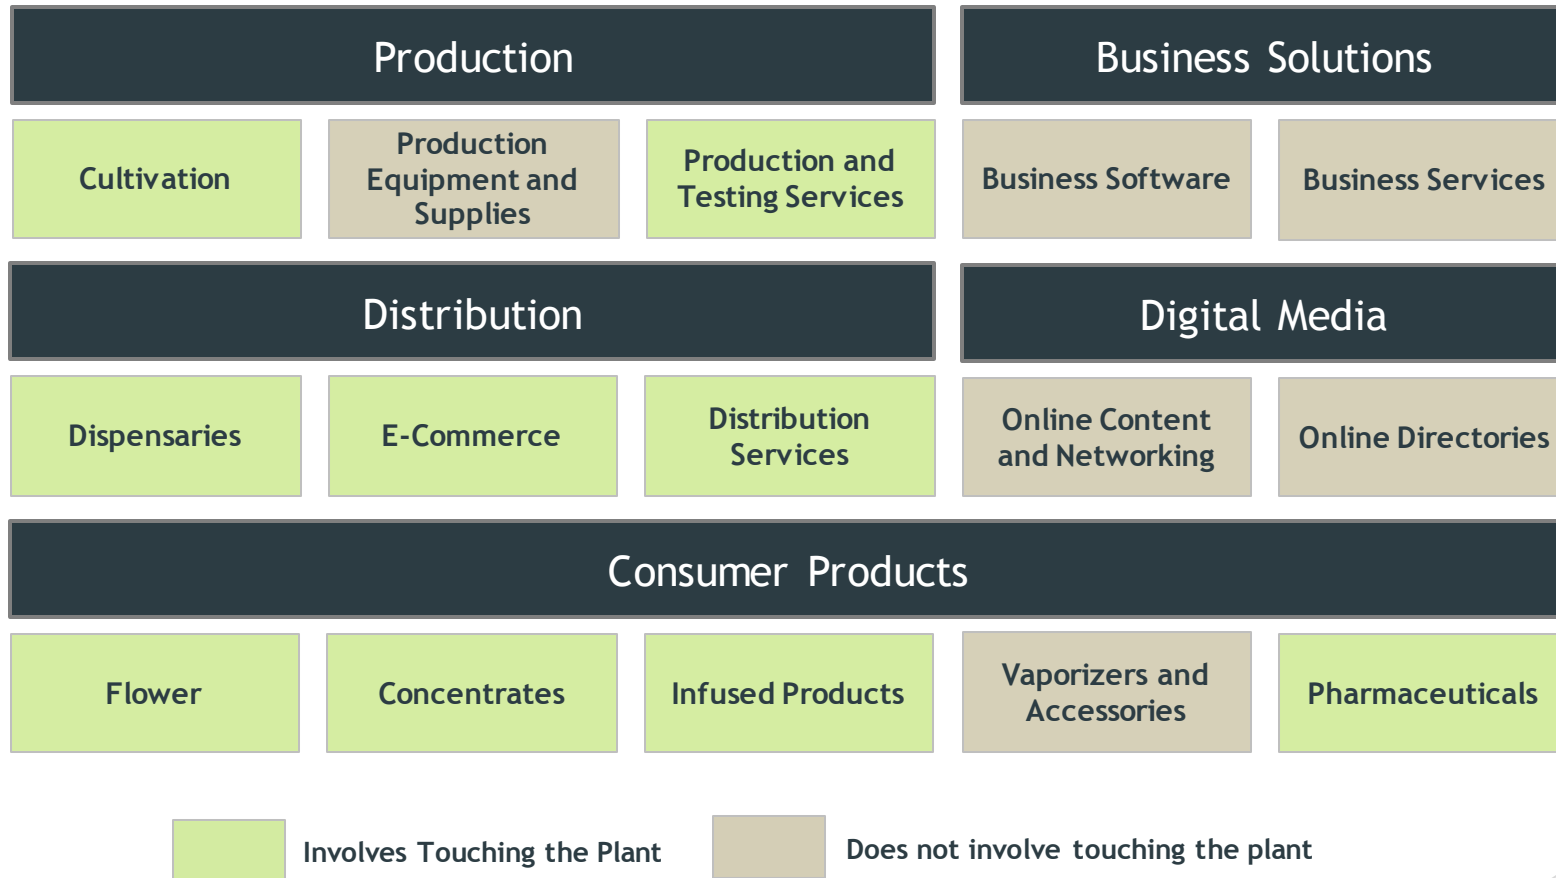 Production
Business Solutions
Cultivation
Production
Equipment and
Supplies
Production and
Testing Services
Business Software
Business Services
Distribution
Digital Media
Dispensaries
E-Commerce
Distribution
Services
Online Content
and Networking
Online Directories
Consumer Products
Flower
Concentrates
Infused Products
Vaporizers and
Accessories
Pharmaceuticals
Involves Touching the Plant
Does not involve touching the plant